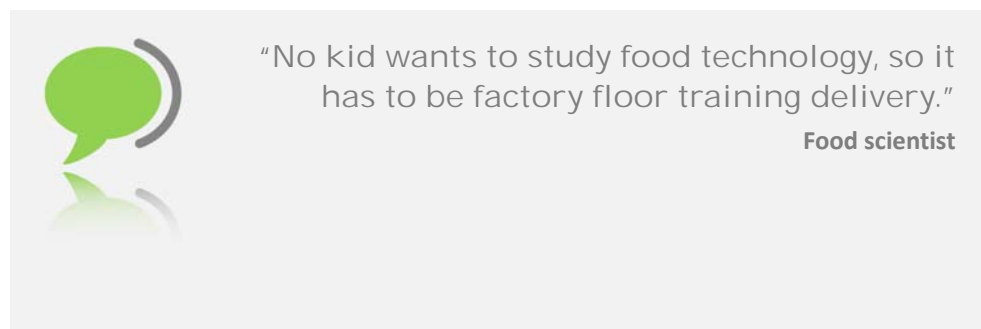 “No kid wants to study food technology, so it
has to be factory floor training delivery.”
Food scientist